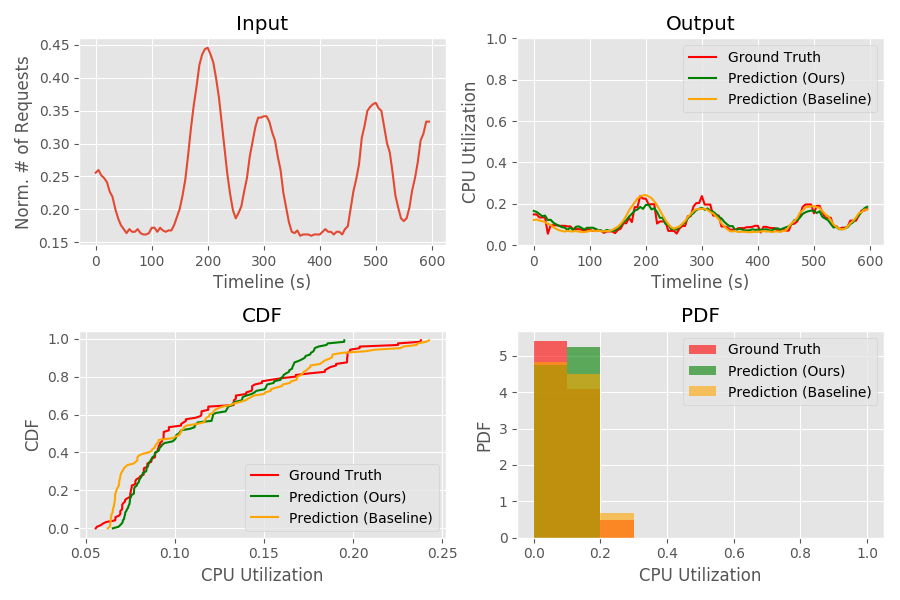 Input
Norm. # of Requests
0.45
0.40
0.35
0.30
0.25
0.20
0.15
0 100 200 300 400 500 600
Timeline (s)
Output
CPU Utilization
1.0
0.8
0.6
0.4
0.2
0.0
Ground Truth
Prediction (Ours)
Prediction (Baseline)
0 100 200 300 400 500 600
Timeline (s)
CDF
CDF
1.0
0.8
0.6
0.4
0.2
0.0
Ground Truth
Prediction (Ours)
Prediction (Baseline)
0.05 0.10 0.15 0.20 0.25
CPU Utilization
PDF
PDF
5
4
3
2
1
0
Ground Truth
Prediction (Ours)
Prediction (Baseline)
0.0 0.2 0.4 0.6 0.8 1.0
CPU Utilization